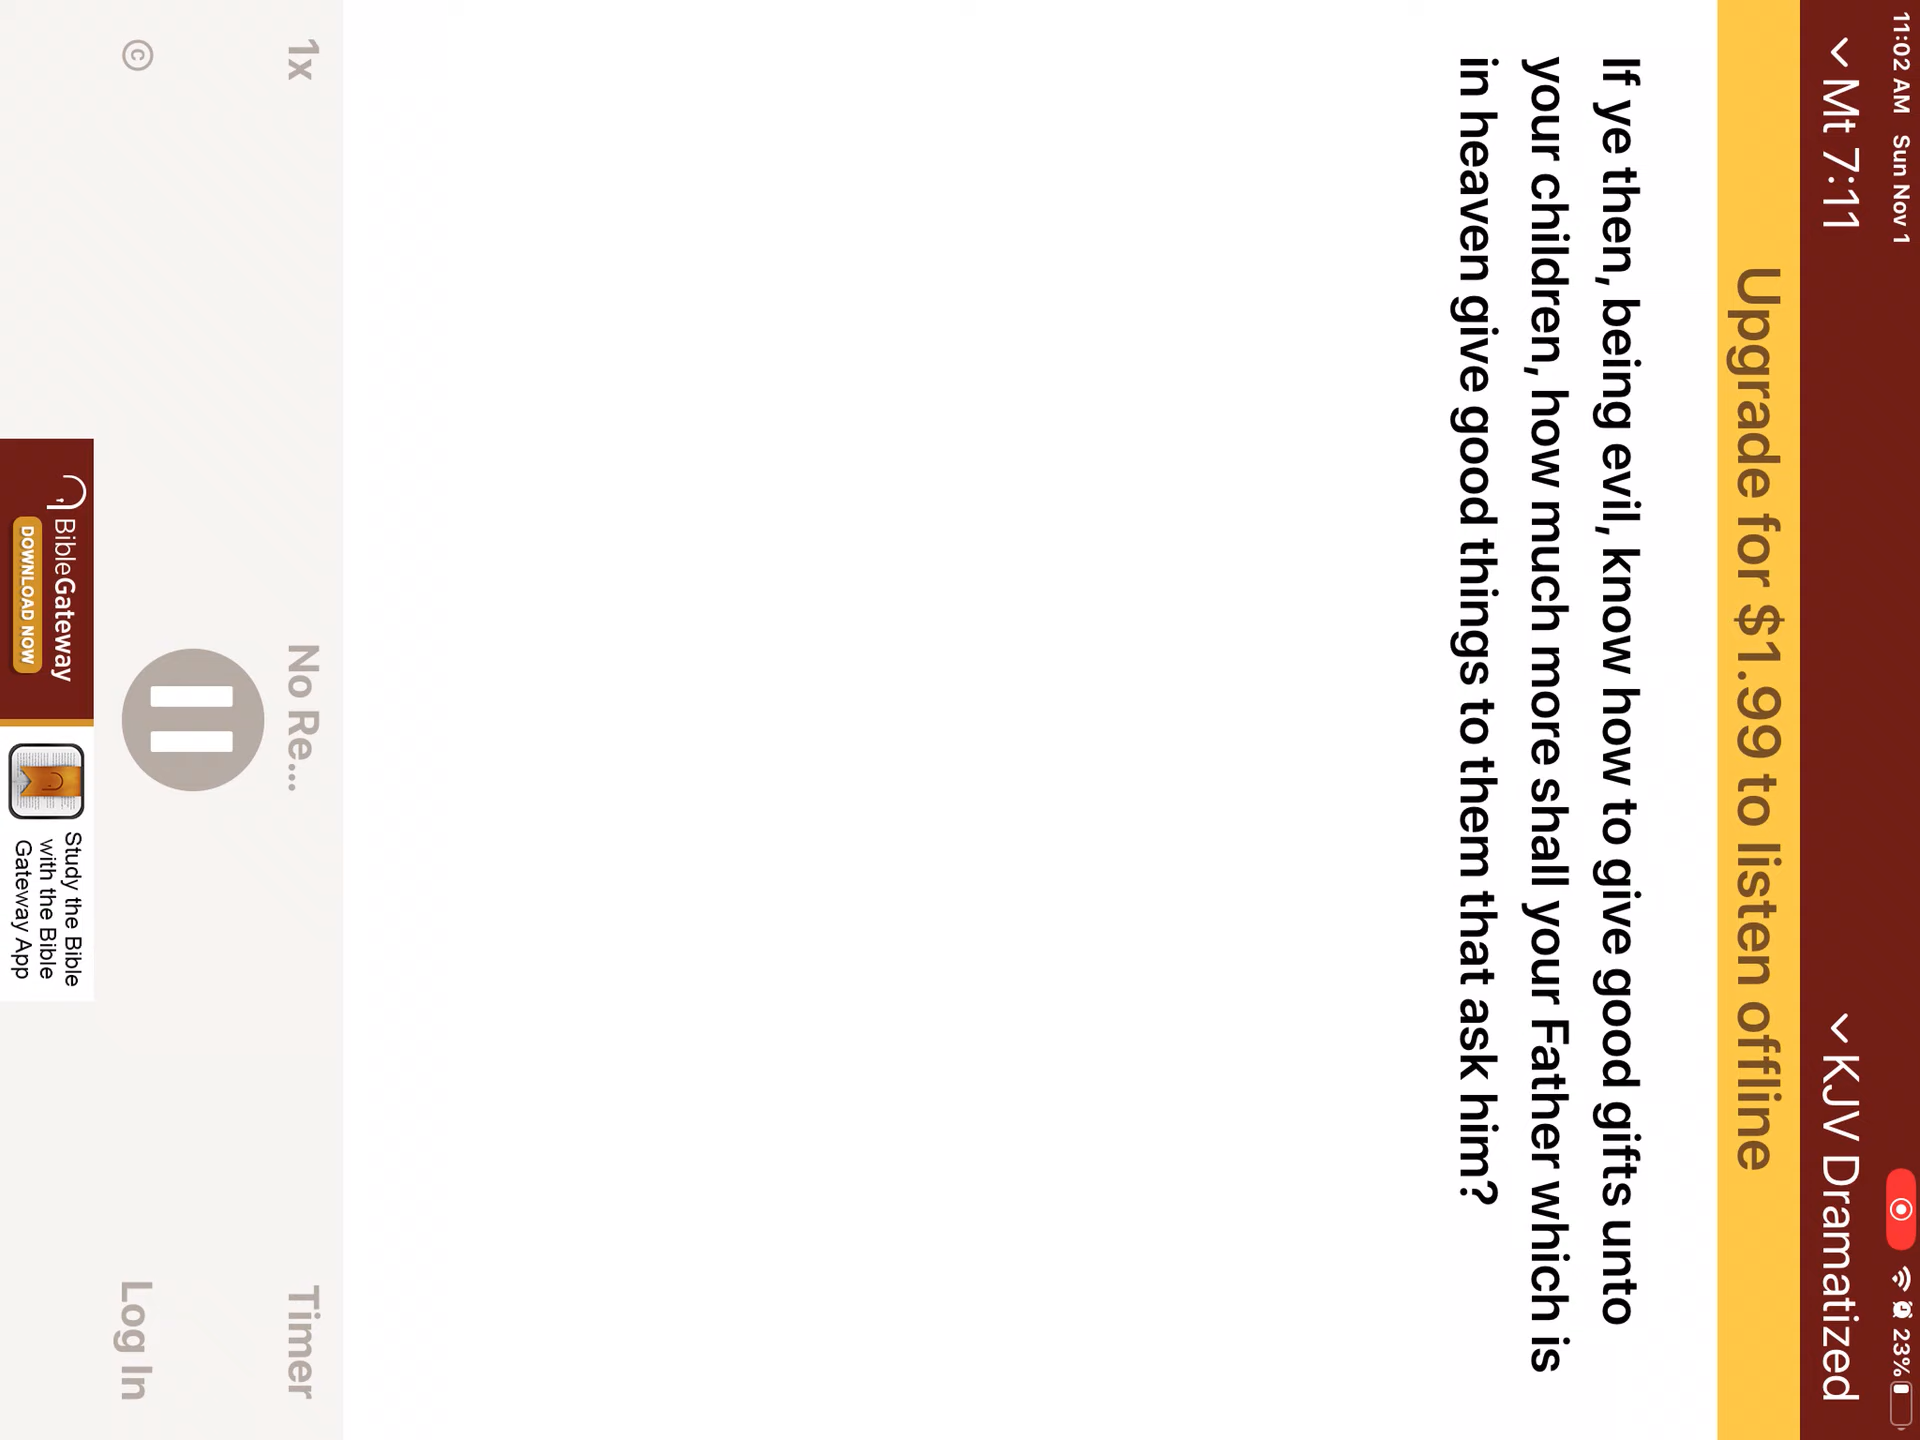 11:02 AM Sun Nov 1 23%
Mt 7:11 KJV Dramatized
Upgrade for $1.99 to listen offline
If ye then, being evil, know how to give good gifts unto
your children, how much more shall your Father which is
in heaven give good things to them that ask him?
1x No Re... Timer
© Log In
BibleGateway
DOWNLOAD NOW
Study the Bible
with the Bible
Gateway App